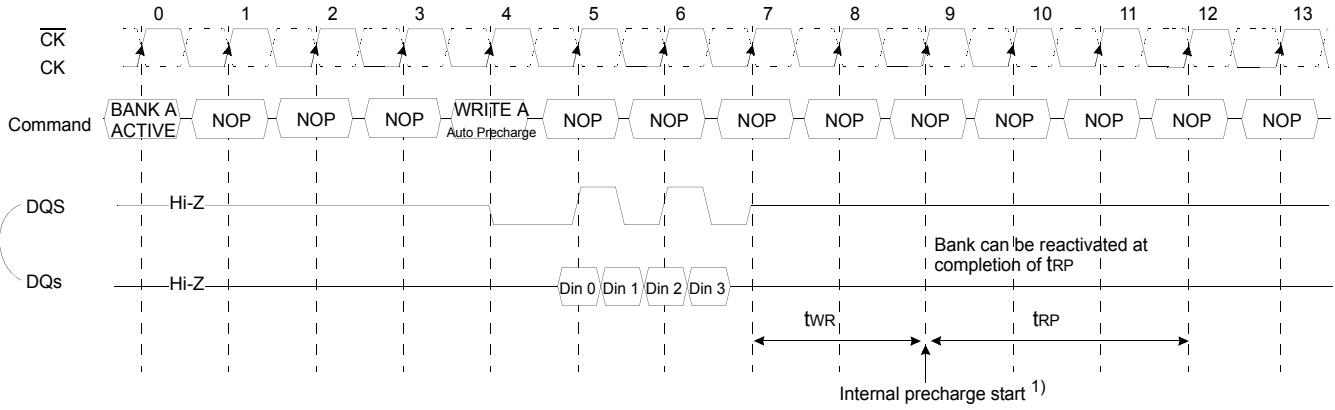 0 1 2 3 4 5 6 7 8 9 10 11 12 13
CK
CK
Command
BANK A
ACTIVE
NOP NOP NOP
WRITE A
Auto Precharge
NOP NOP NOP NOP NOP NOP NOP NOP NOP
DQS Hi-Z
Bank can be reactivated at
completion of tRP
DQs Hi-Z Din 0 Din 1 Din 2 Din 3
tWR tRP
Internal precharge start 1)